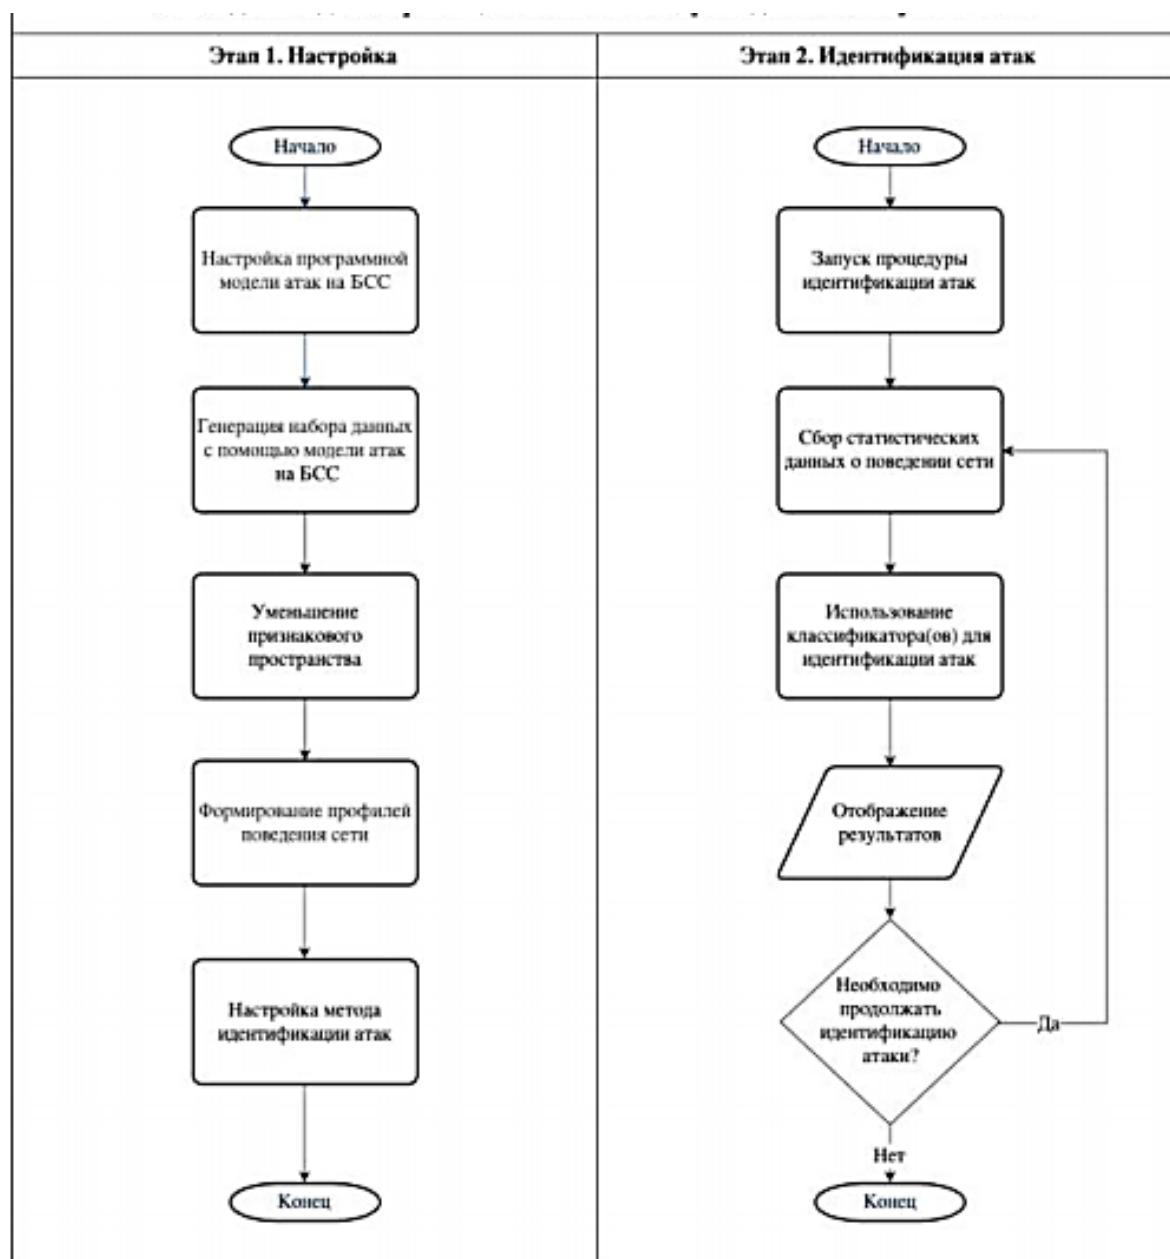 Этап 1. Настройка
Начало
Настройка программной
модели атак на БСС
Генерация набора данных
с помощью модели атак
на БСС
Уменьшение
признакового
пространства
Формирование профилей
поведения сети
Настройка метода
идентификации атак
Конец
Этап 2. Идентификация атак
Начало
Запуск процедуры
идентификации атак
Сбор статистических
данных о поведении сети
Использование
классификатора(ов) для
идентификации атак
Отображение
результатов
Необходимо
продолжать
идентификацию
атаки?
Да
Нет
Конец